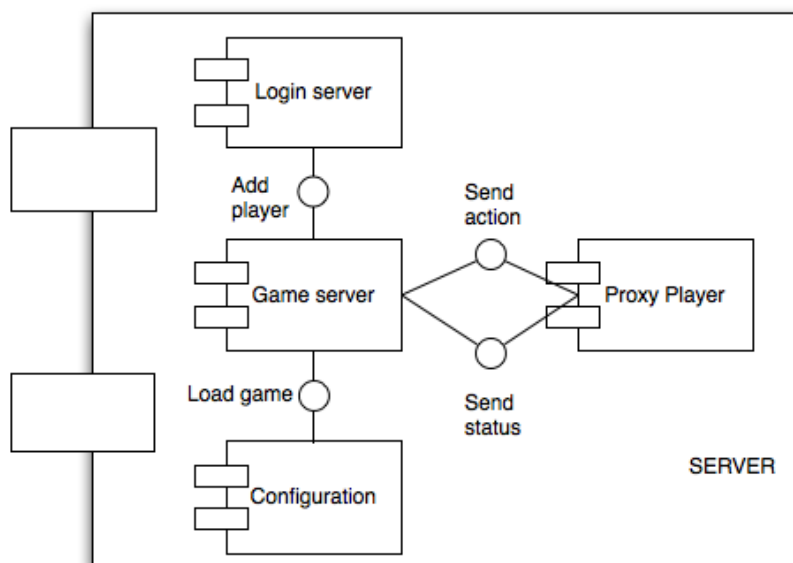 Login server
Add
player
Send
action
Game server
Proxy Player
Load game
Send
status
SERVER
Configuration